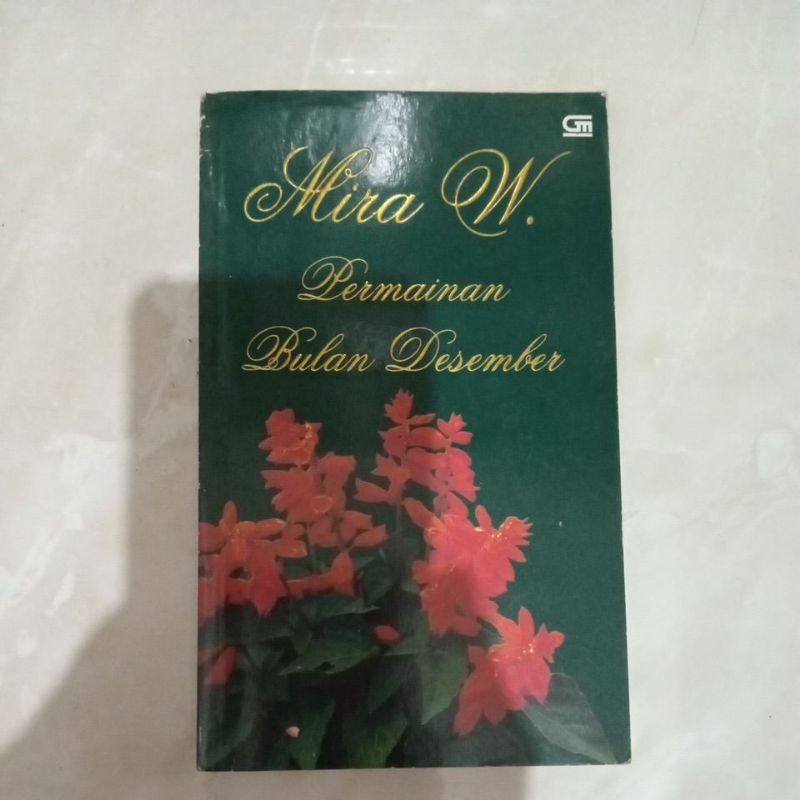 GM
Mira W.
Permainan
Bulan Desember